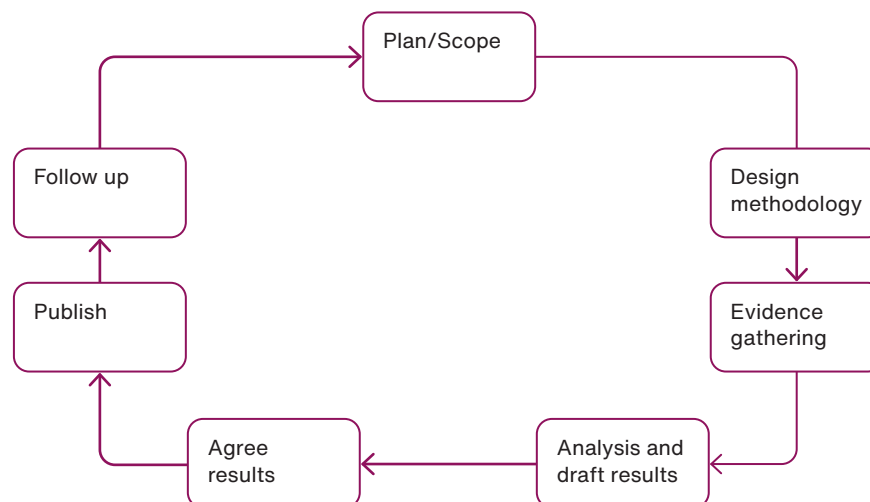 Plan/Scope
Design
methodology
Evidence
gathering
Analysis and
draft results
Agree
results
Publish
Follow up